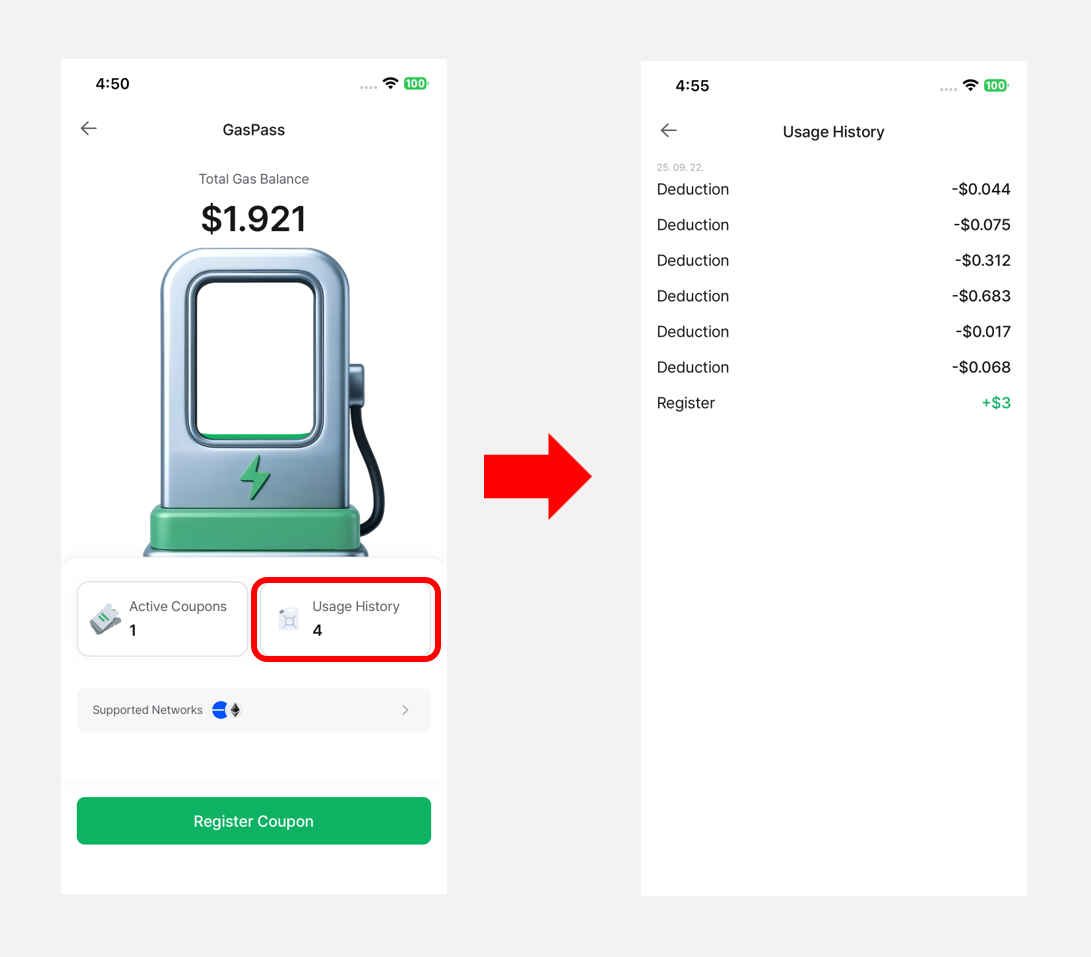 4:50
100
GasPass
Total Gas Balance
$1.921
Active Coupons
1
Usage History
4
Supported Networks
Register Coupon
4:55
100
Usage History
25. 09. 22.
Deduction -$0.044
Deduction -$0.075
Deduction -$0.312
Deduction -$0.683
Deduction -$0.017
Deduction -$0.068
Register +$3